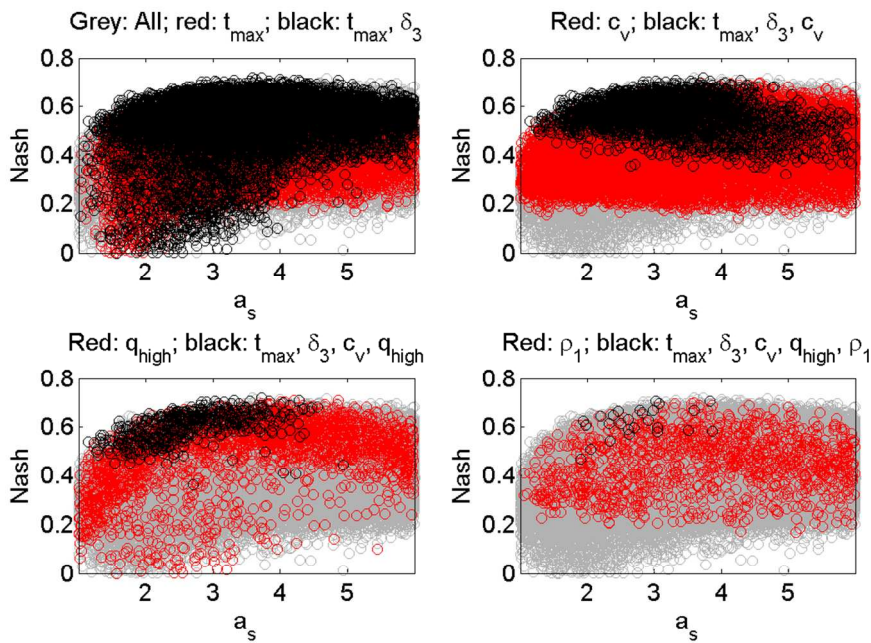 Grey: All; red: t_max; black: t_max, δ_3
0.8
0.6
0.4
0.2
0
Nash
2 3 4 5
a_s
Red: c_v; black: t_max, δ_3, c_v
0.8
0.6
0.4
0.2
0
Nash
2 3 4 5
a_s
Red: q_high; black: t_max, δ_3, c_v, q_high
0.8
0.6
0.4
0.2
0
Nash
2 3 4 5
a_s
Red: ρ_1; black: t_max, δ_3, c_v, q_high, ρ_1
0.8
0.6
0.4
0.2
0
Nash
2 3 4 5
a_s